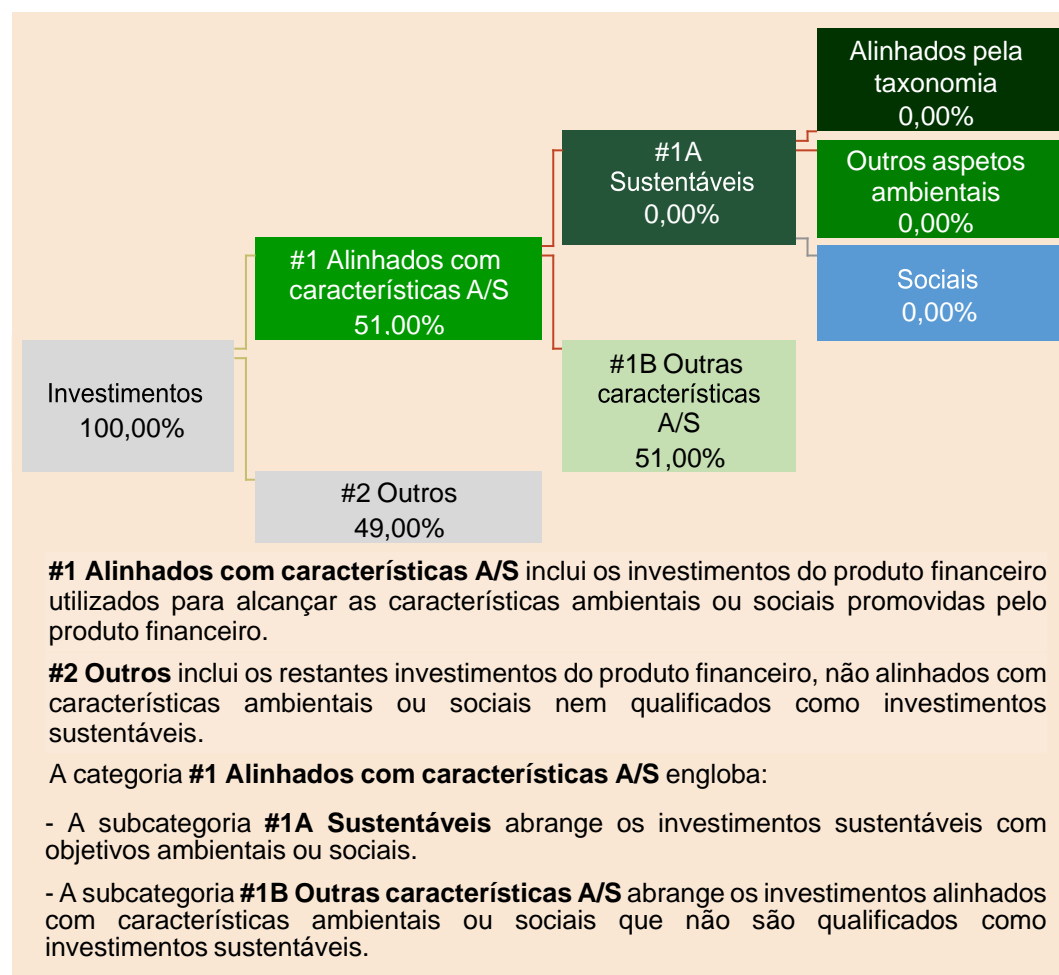 Alinhados pela
taxonomia
0,00%
#1A
Sustentáveis
0,00%
Outros aspetos
ambientais
0,00%
#1 Alinhados com
características A/S
51,00%
Sociais
0,00%
Investimentos
100,00%
#1B Outras
características
A/S
51,00%
#2 Outros
49,00%
#1 Alinhados com características A/S inclui os investimentos do produto financeiro
utilizados para alcançar as características ambientais ou sociais promovidas pelo
produto financeiro.
#2 Outros inclui os restantes investimentos do produto financeiro, não alinhados com
características ambientais ou sociais nem qualificados como investimentos
sustentáveis.
A categoria #1 Alinhados com características A/S engloba:
- A subcategoria #1A Sustentáveis abrange os investimentos sustentáveis com
objetivos ambientais ou sociais.
- A subcategoria #1B Outras características A/S abrange os investimentos alinhados
com características ambientais ou sociais que não são qualificados como
investimentos sustentáveis.